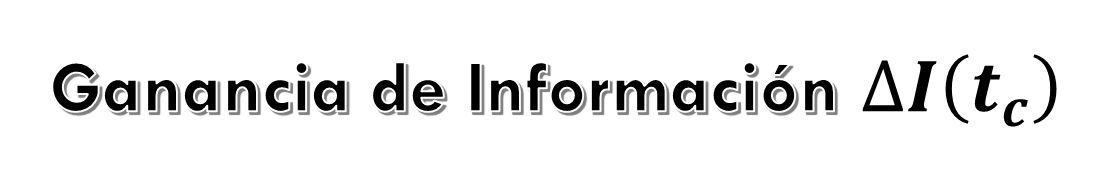 Ganancia de Información ΔI(t_c)